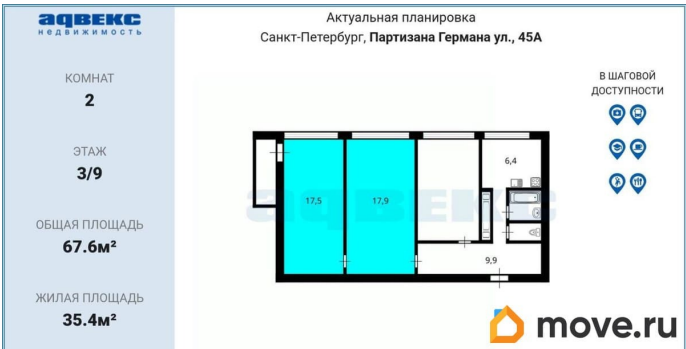 адвекс
НЕДВИЖИМОСТЬ
КОМНАТ
2
ЭТАЖ
3/9
ОБЩАЯ ПЛОЩАДЬ
67.6м²
ЖИЛАЯ ПЛОЩАДЬ
35.4м²
Актуальная планировка
Санкт-Петербург, Партизана Германа ул., 45А
В ШАГОВОЙ
ДОСТУПНОСТИ
6,4
17,5
17,9
адвекс
9,9
move.ru